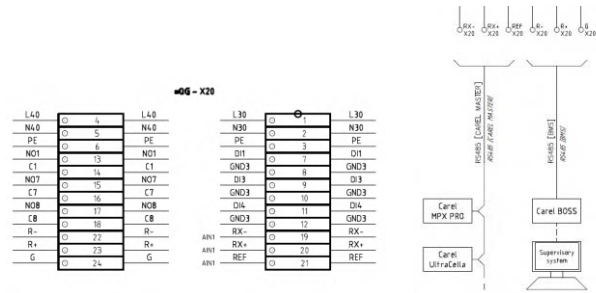 RX- RX+ REF R- R+ G
X20 X20 X20 X20 X20 X20
=OG - X20
L40 4 L40
N40 5 N40
PE 6 PE
NO1 13 NO1
C1 14 C1
NO7 15 NO7
C7 16 C7
NO8 17 NO8
C8 18 C8
R- 22 R-
R+ 23 R+
G 24 G
L30 1 L30
N30 2 N30
PE 3 PE
DI1 7 DI1
GND3 8 GND3
DI3 9 DI3
GND3 10 GND3
DI4 11 DI4
GND3 12 GND3
AIN1 RX- 19 RX-
AIN1 RX+ 20 RX+
AIN1 REF 21 REF
RS485 [CAREL MASTER]
RS485 [CAREL MASTER]
RS485 [BMS]
RS485 [BMS]
Carel
MPX PRO
Carel BOSS
Carel
UltraCella
Supervisory
system